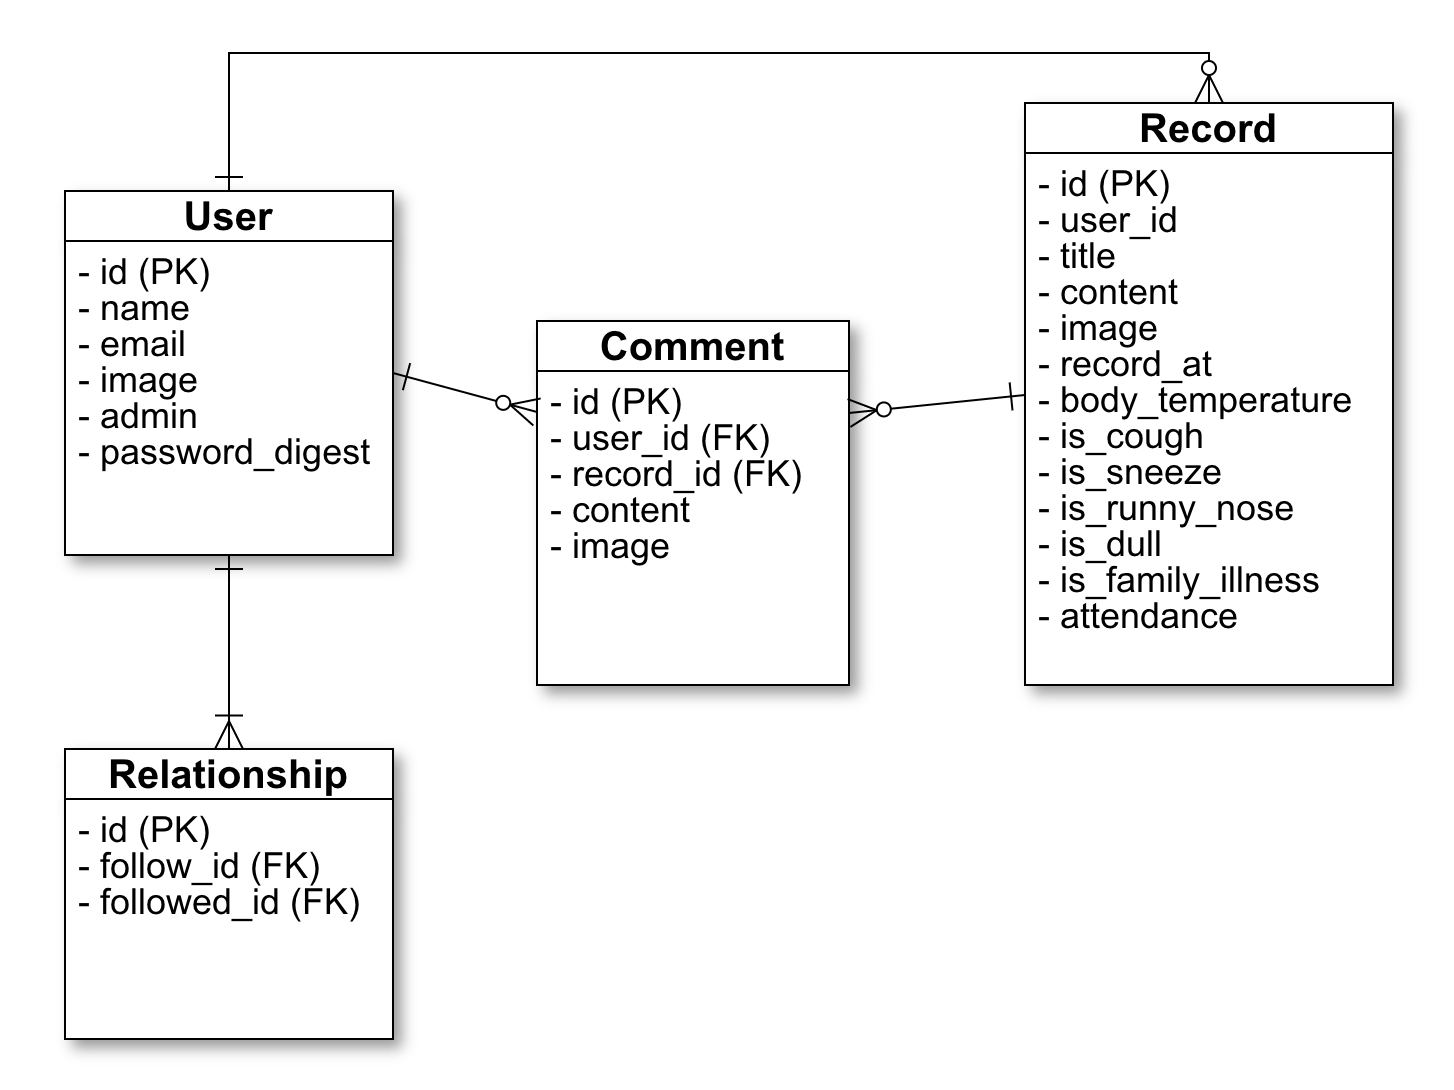 User
- id (PK)
- name
- email
- image
- admin
- password_digest
Comment
- id (PK)
- user_id (FK)
- record_id (FK)
- content
- image
Record
- id (PK)
- user_id
- title
- content
- image
- record_at
- body_temperature
- is_cough
- is_sneeze
- is_runny_nose
- is_dull
- is_family_illness
- attendance
Relationship
- id (PK)
- follow_id (FK)
- followed_id (FK)